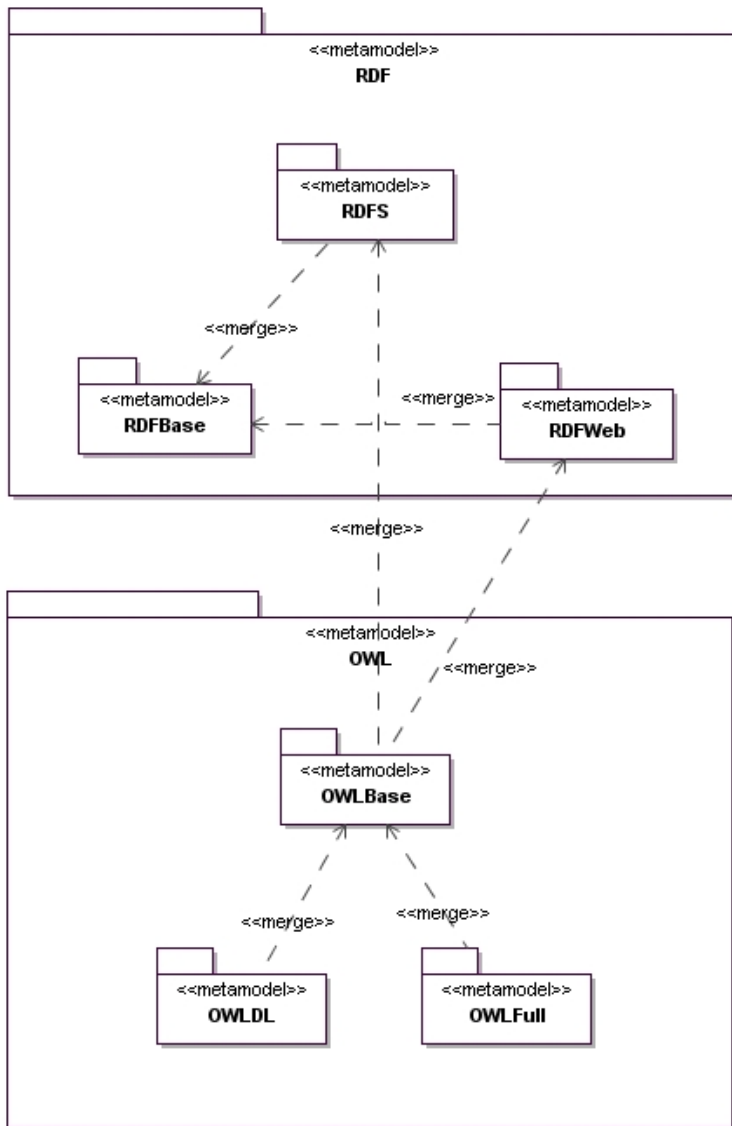 <<metamodel>>
RDF
<<metamodel>>
RDFS
<<merge>>
<<metamodel>>
RDFBase
<<merge>>
<<metamodel>>
RDFWeb
<<merge>>
<<metamodel>>
OWL
<<merge>>
<<metamodel>>
OWLBase
<<merge>>
<<merge>>
<<metamodel>>
OWLDL
<<metamodel>>
OWLFull